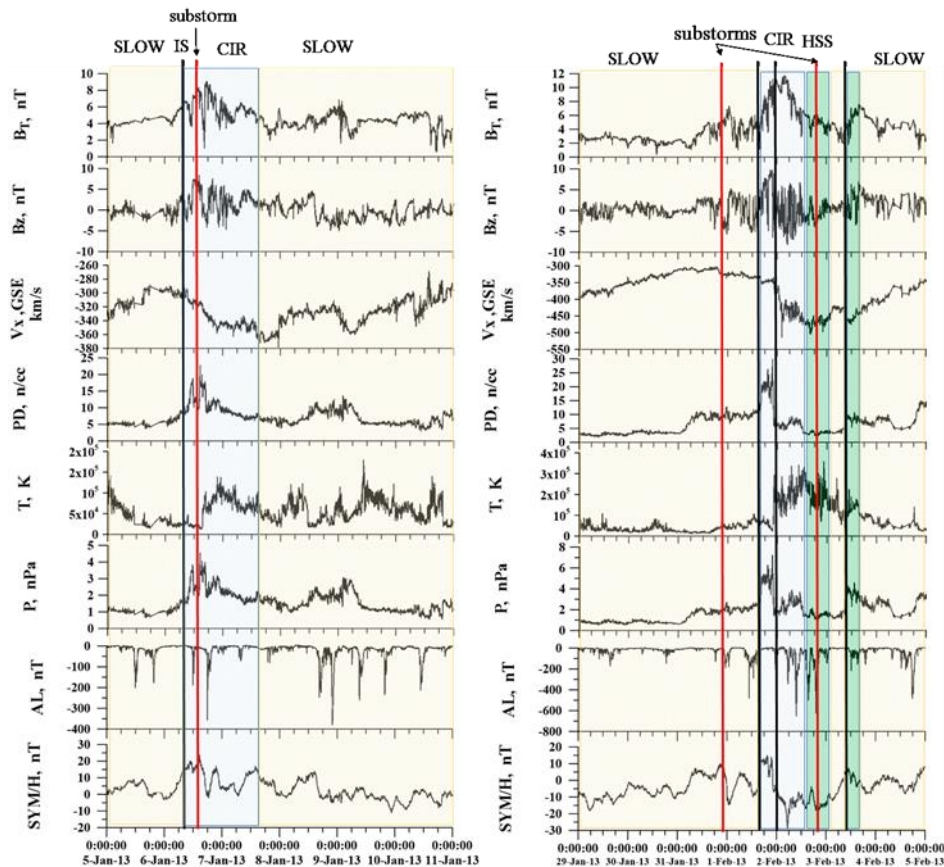 substorm
SLOW IS CIR SLOW
10
8
6
4
2
0
B_T, nT
10
5
0
-5
-10
Bz, nT
-260
-280
-300
-320
-340
-360
-380
Vx,GSE
km/s
25
20
15
10
5
0
PD, n/cc
2x10^5
2x10^5
1x10^5
5x10^4
T, K
5
4
3
2
1
0
P, nPa
0
-100
-200
-300
-400
AL, nT
30
20
10
0
-10
-20
SYM/H, nT
0:00:00 0:00:00 0:00:00 0:00:00 0:00:00 0:00:00 0:00:00
5-Jan-13 6-Jan-13 7-Jan-13 8-Jan-13 9-Jan-13 10-Jan-13 11-Jan-13
substorms CIR HSS
SLOW SLOW
12
10
8
6
4
2
0
B_T, nT
10
5
0
-5
-10
Bz, nT
-300
-350
-400
-450
-500
-550
Vx,GSE
km/s
30
25
20
15
10
5
0
PD, n/cc
4x10^5
3x10^5
2x10^5
10^5
0
T, K
8
6
4
2
0
P, nPa
0
-200
-400
-600
-800
AL, nT
20
10
0
-10
-20
-30
SYM/H, nT
0:00:00 0:00:00 0:00:00 0:00:00 0:00:00 0:00:00 0:00:00 0:00:00
29-Jan-13 30-Jan-13 31-Jan-13 1-Feb-13 2-Feb-13 3-Feb-13 4-Feb-13 5-Feb-13